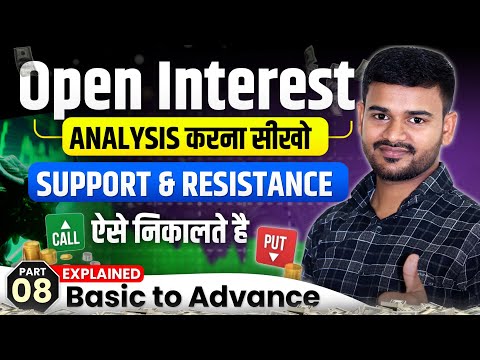 Open Interest
ANALYSIS करना सीखो
SUPPORT & RESISTANCE
CALL ऐसे निकालते है PUT
PART
08
EXPLAINED
Basic to Advance